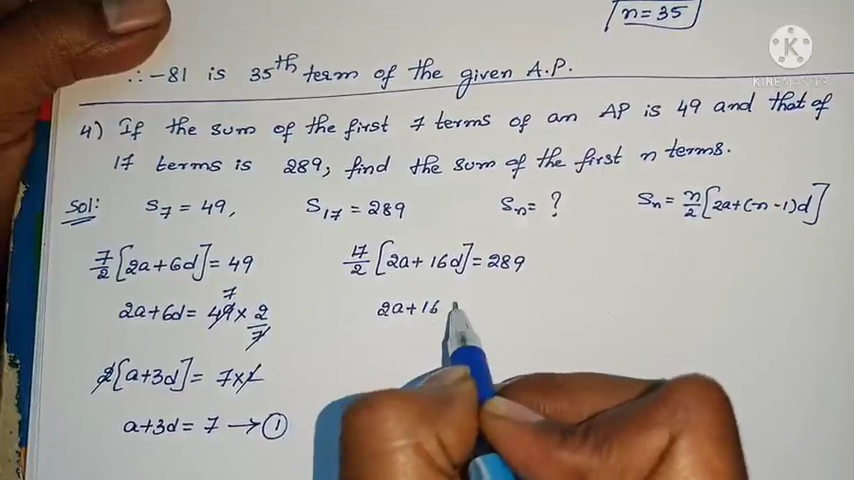 n = 35
∴ -81 is 35th term of the given A.P.
4) If the sum of the first 7 terms of an AP is 49 and that of
17 terms is 289, find the sum of the first n terms.
Sol: S7 = 49, S17 = 289 Sn = ? Sn = n/2 [2a+(n-1)d]
7/2 [2a+6d] = 49 17/2 [2a+16d] = 289
2a+6d = 49 × 2/7 2a+16
7
2[a+3d] = 7×2
a+3d = 7 → 1
K
KINEMASTER